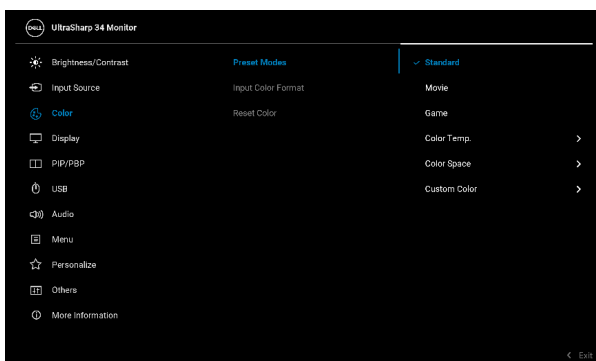 DELL UltraSharp 34 Monitor
Brightness/Contrast Preset Modes Standard
Input Source Input Color Format Movie
Color Reset Color Game
Display Color Temp.
PIP/PBP Color Space
USB Custom Color
Audio
Menu
Personalize
Others
More Information
Exit